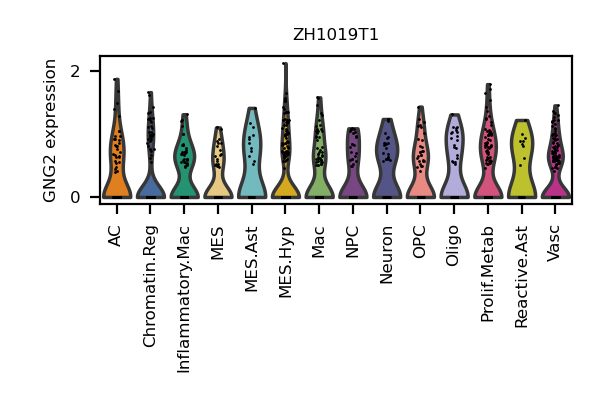 ZH1019T1
GNG2 expression
2
0
AC
Chromatin.Reg
Inflammatory.Mac
MES
MES.Ast
MES.Hyp
Mac
NPC
Neuron
OPC
Oligo
Prolif.Metab
Reactive.Ast
Vasc